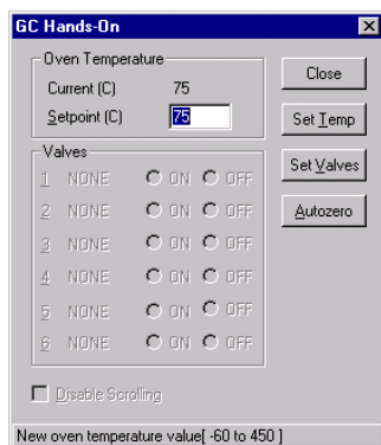 GC Hands-On
Oven Temperature
Current (C) 75
Setpoint (C) 75
Close
Set Temp
Set Valves
Autozero
Valves
1 NONE ON OFF
2 NONE ON OFF
3 NONE ON OFF
4 NONE ON OFF
5 NONE ON OFF
6 NONE ON OFF
Disable Scrolling
New oven temperature value[ -60 to 450 ]